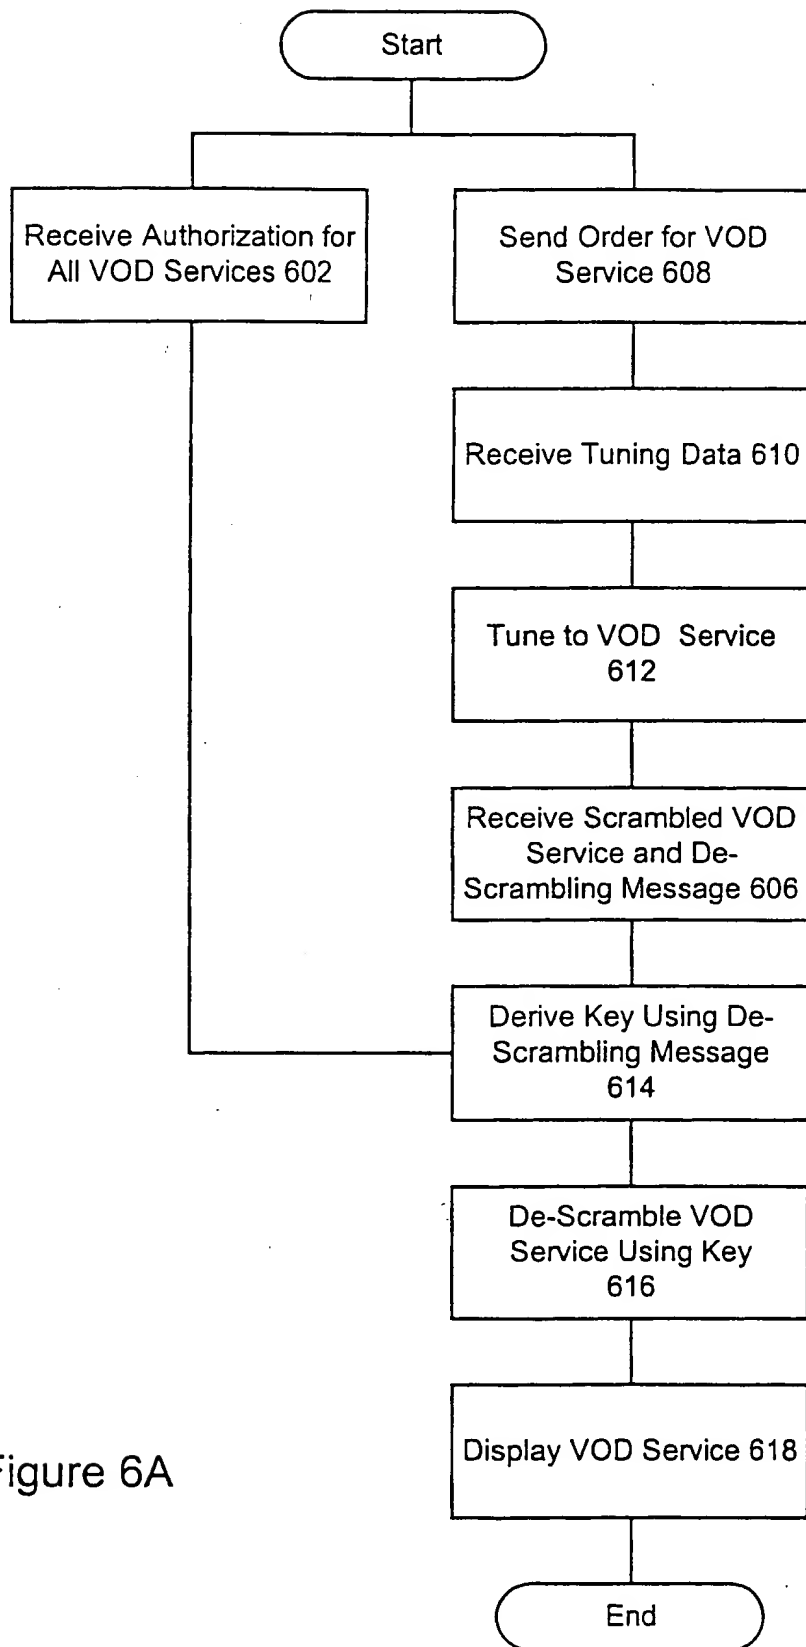 Start
Receive Authorization for
All VOD Services 602
Send Order for VOD
Service 608
Receive Tuning Data 610
Tune to VOD Service
612
Receive Scrambled VOD
Service and De-
Scrambling Message 606
Derive Key Using De-
Scrambling Message
614
De-Scramble VOD
Service Using Key
616
Display VOD Service 618
Figure 6A
End